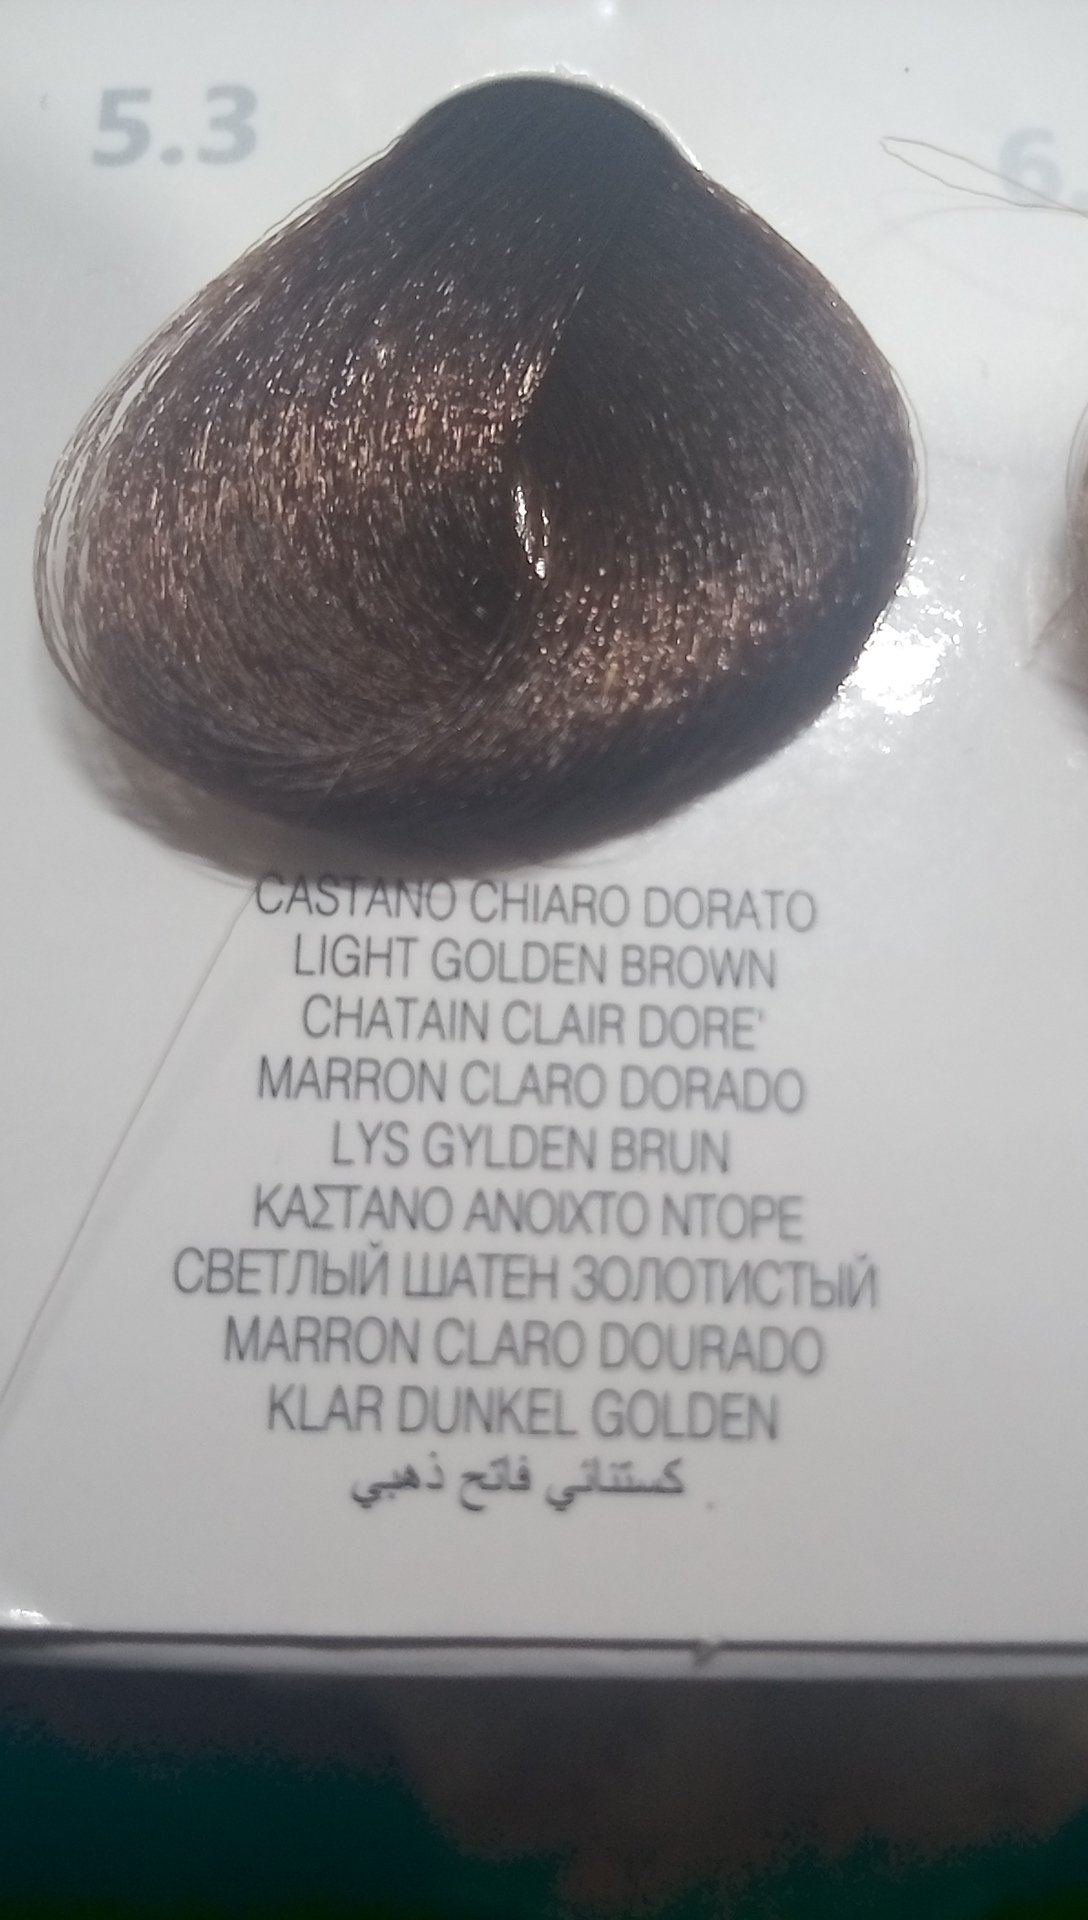 5.3
6.
CASTANO CHIARO DORATO
LIGHT GOLDEN BROWN
CHATAIN CLAIR DORE'
MARRON CLARO DORADO
LYS GYLDEN BRUN
ΚΑΣΤΑΝΟ ΑΝΟΙΧΤΟ ΝΤΟΡΕ
СВЕТЛЫЙ ШАТЕН ЗОЛОТИСТЫЙ
MARRON CLARO DOURADO
KLAR DUNKEL GOLDEN
كستنائي فاتح ذهبي